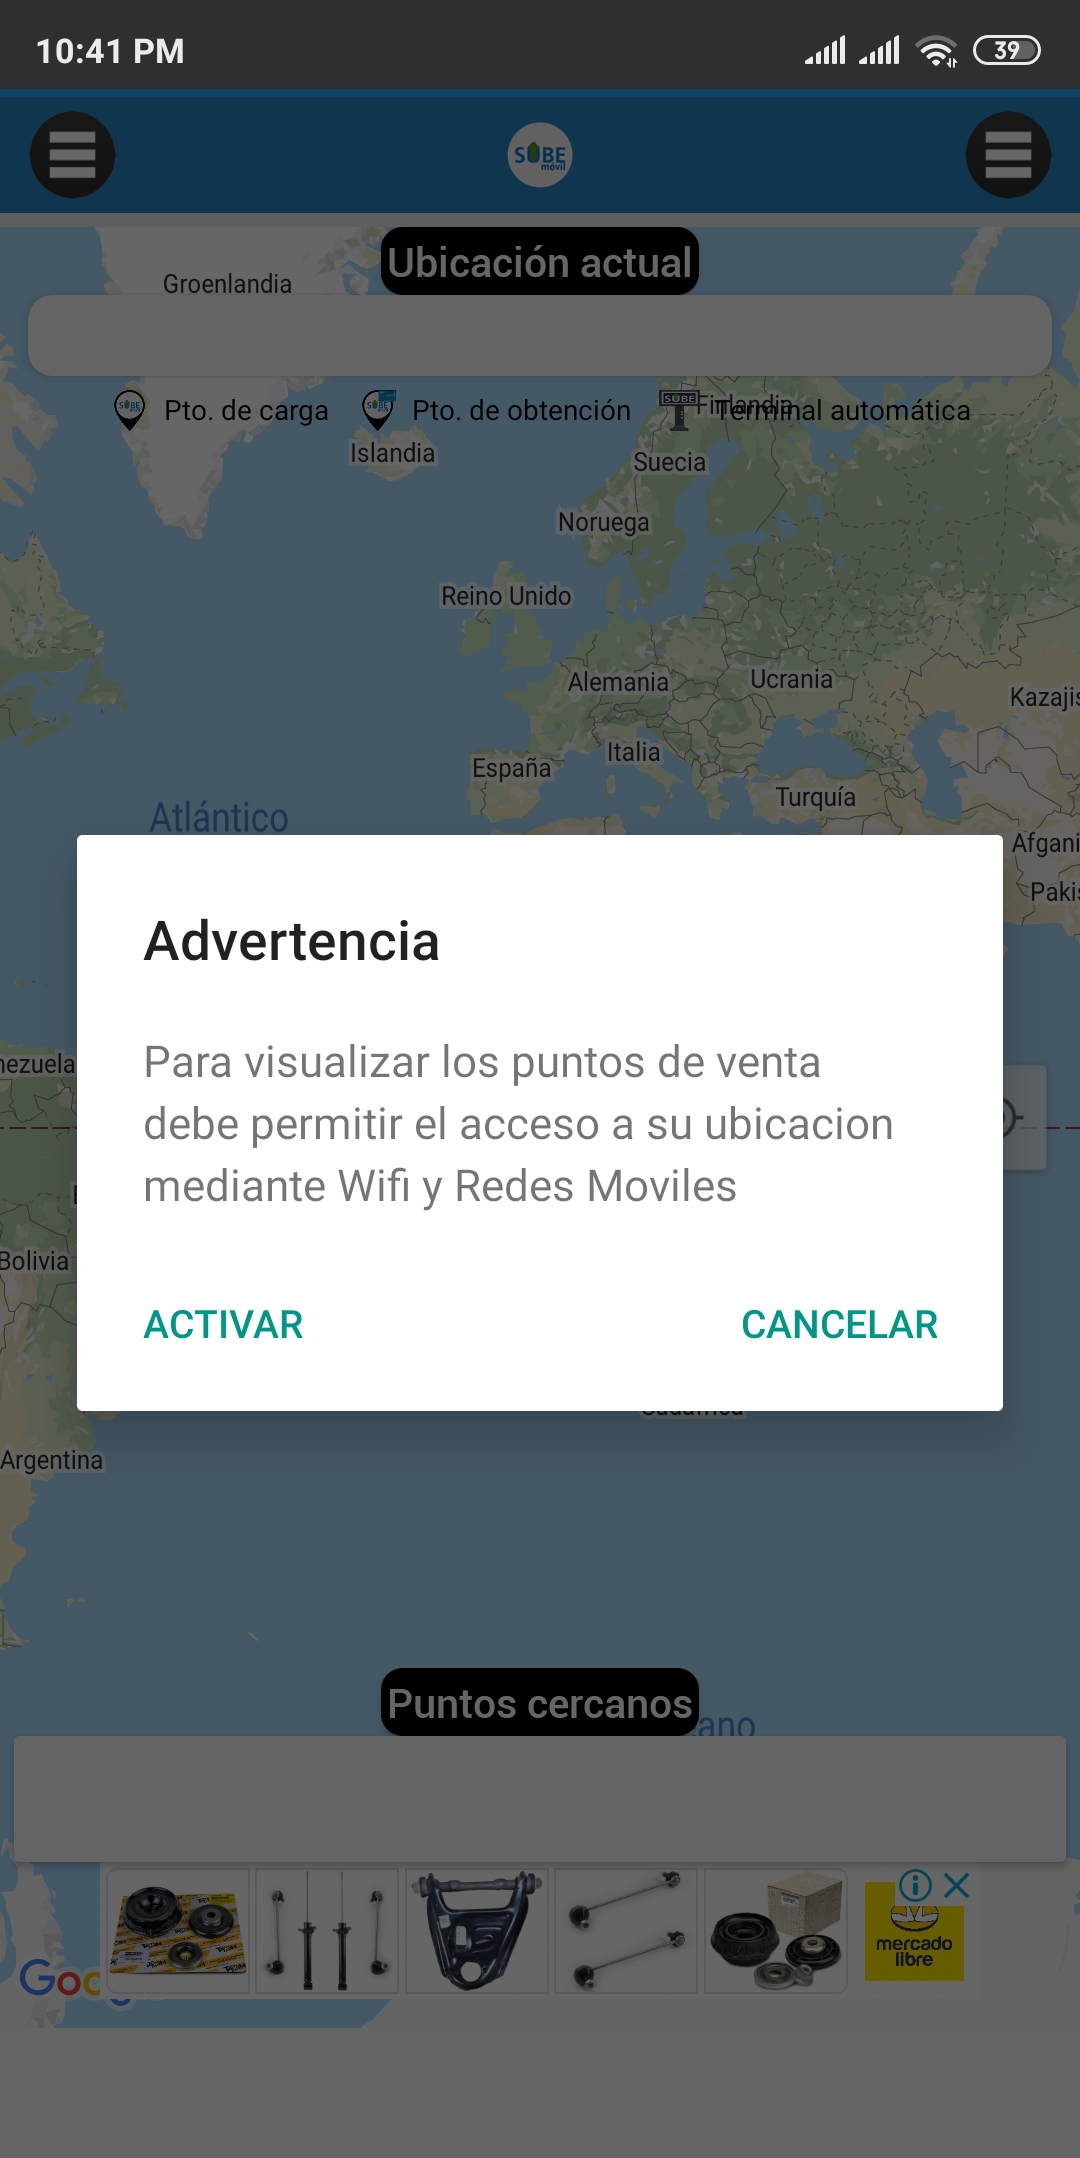 10:41 PM
39
SUBE
móvil
Ubicación actual
Groenlandia
Pto. de carga
Pto. de obtención
SUBE
Finlandia
Terminal automática
Islandia
Suecia
Noruega
Reino Unido
Alemania
Ucrania
Kazajis
Italia
España
Turquía
Atlántico
Afgani
Pakis
Advertencia
Para visualizar los puntos de venta
debe permitir el acceso a su ubicacion
mediante Wifi y Redes Moviles
nezuela
Bolivia
ACTIVAR
CANCELAR
Argentina
Puntos cercanos
ano
Goo
mercado
libre